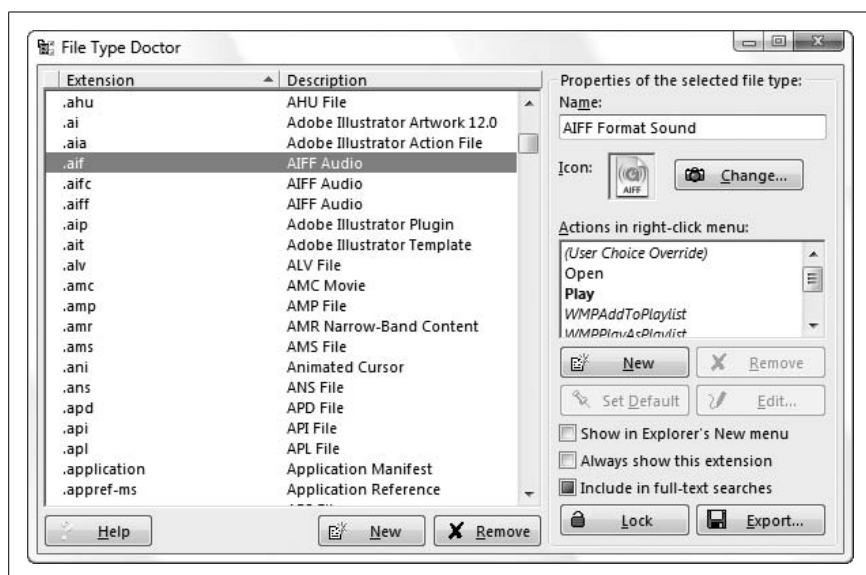 File Type Doctor
Extension Description
.ahu AHU File
.ai Adobe Illustrator Artwork 12.0
.aia Adobe Illustrator Action File
.aif AIFF Audio
.aifc AIFF Audio
.aiff AIFF Audio
.aip Adobe Illustrator Plugin
.ait Adobe Illustrator Template
.alv ALV File
.amc AMC Movie
.amp AMP File
.amr AMR Narrow-Band Content
.ams AMS File
.ani Animated Cursor
.ans ANS File
.apd APD File
.api API File
.apl APL File
.application Application Manifest
.appref-ms Application Reference
Help
New
Remove
Properties of the selected file type:
Name:
AIFF Format Sound
Icon:
AIFF
Change...
Actions in right-click menu:
(User Choice Override)
Open
Play
WMPAddToPlaylist
WMPPlayAsPlaylist
New
Remove
Set Default
Edit...
Show in Explorer's New menu
Always show this extension
Include in full-text searches
Lock
Export...